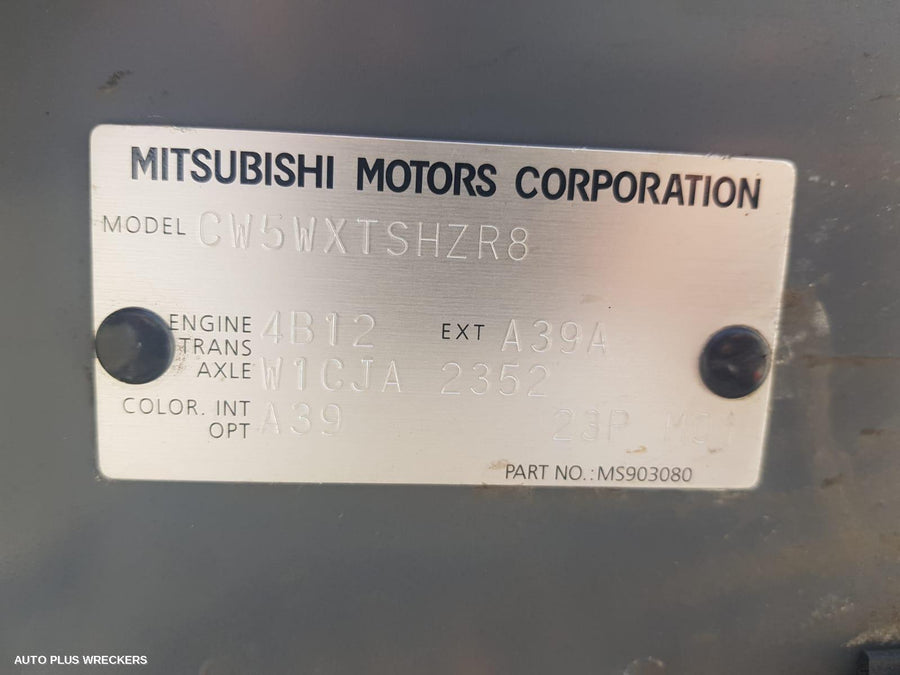 MITSUBISHI MOTORS CORPORATION
MODEL CW5WXTSHZR8
ENGINE 4B12 EXT A39A
TRANS
AXLE W1CJA 2352
COLOR. INT A39
OPT 23P
PART NO.: MS903080
AUTO PLUS WRECKERS